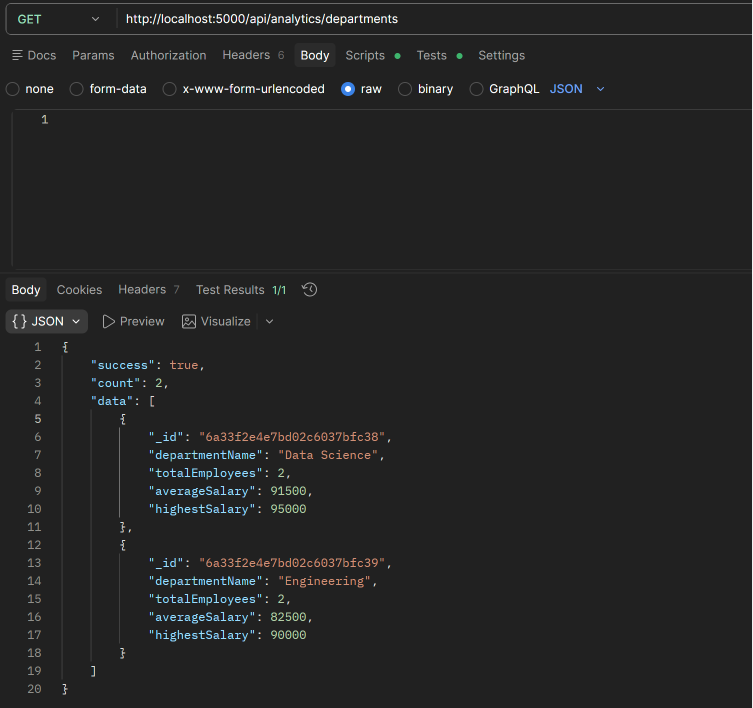 GET http://localhost:5000/api/analytics/departments
Docs Params Authorization Headers 6 Body Scripts Tests Settings
none form-data x-www-form-urlencoded raw binary GraphQL JSON
1
Body Cookies Headers 7 Test Results 1/1
{} JSON Preview Visualize
1 {
2 "success": true,
3 "count": 2,
4 "data": [
5 {
6 "_id": "6a33f2e4e7bd02c6037bfc38",
7 "departmentName": "Data Science",
8 "totalEmployees": 2,
9 "averageSalary": 91500,
10 "highestSalary": 95000
11 },
12 {
13 "_id": "6a33f2e4e7bd02c6037bfc39",
14 "departmentName": "Engineering",
15 "totalEmployees": 2,
16 "averageSalary": 82500,
17 "highestSalary": 90000
18 }
19 ]
20 }